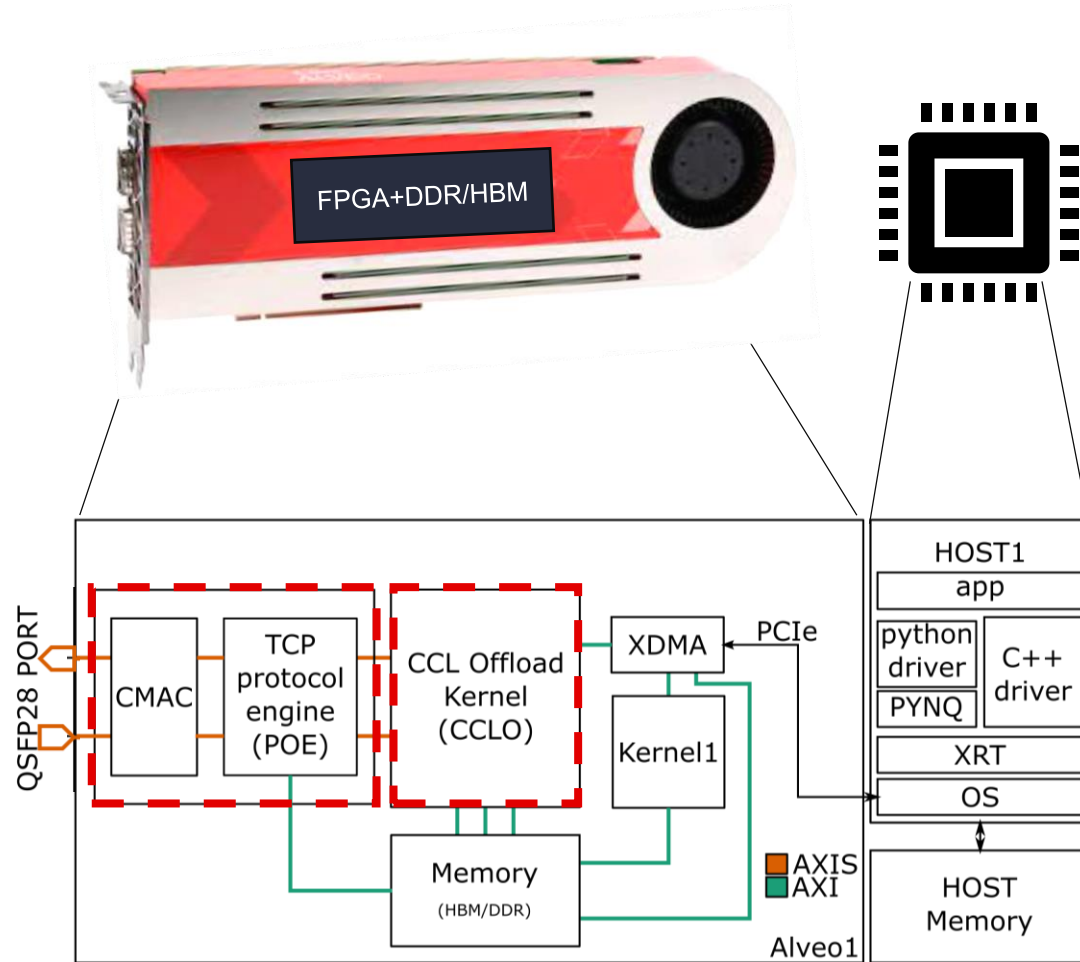 FPGA+DDR/HBM
HOST1
app
python
driver
PYNQ
C++
driver
XRT
OS
HOST
Memory
QSFP28 PORT
CMAC
TCP
protocol
engine
(POE)
CCL Offload
Kernel
(CCLO)
XDMA
PCIe
Kernel1
Memory
(HBM/DDR)
AXIS
AXI
Alveo1